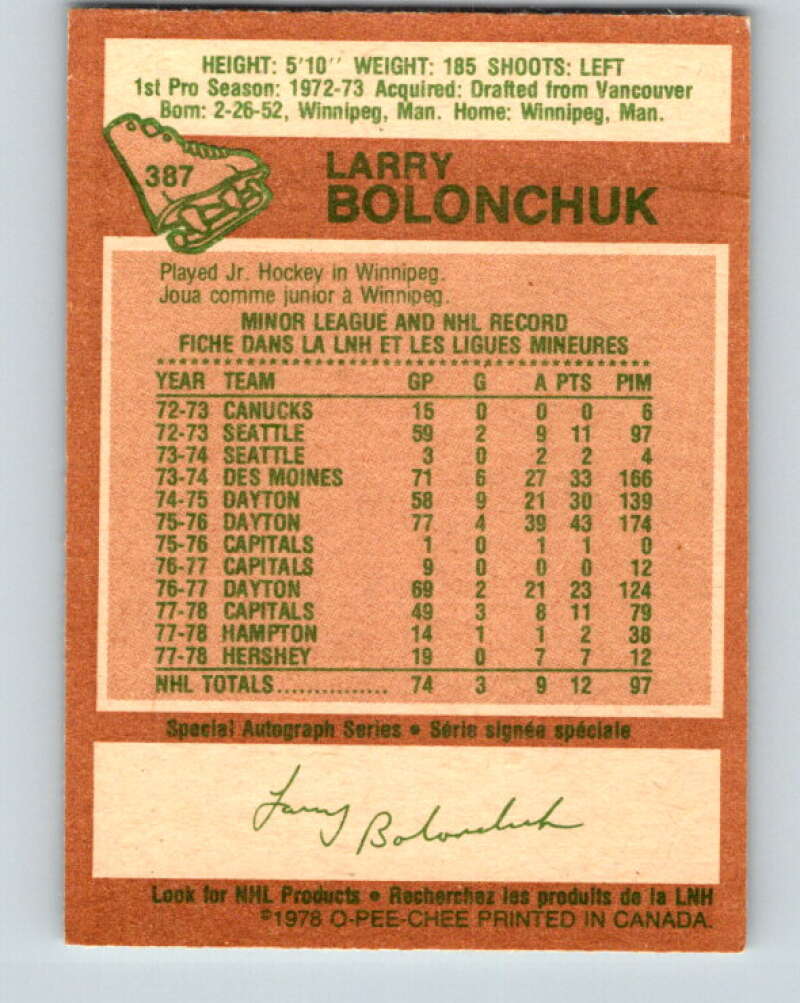 HEIGHT: 5'10" WEIGHT: 185 SHOOTS: LEFT
1st Pro Season: 1972-73 Acquired: Drafted from Vancouver
Born: 2-26-52, Winnipeg, Man. Home: Winnipeg, Man.
387
LARRY
BOLONCHUK
Played Jr. Hockey in Winnipeg.
Joua comme junior à Winnipeg.
MINOR LEAGUE AND NHL RECORD
FICHE DANS LA LNH ET LES LIGUES MINEURES
YEAR TEAM GP G A PTS PIM
72-73 CANUCKS 15 0 0 0 6
72-73 SEATTLE 59 2 9 11 97
73-74 SEATTLE 3 0 2 2 4
73-74 DES MOINES 71 6 27 33 166
74-75 DAYTON 58 9 21 30 139
75-76 DAYTON 77 4 39 43 174
75-76 CAPITALS 1 0 1 1 0
76-77 CAPITALS 9 0 0 0 12
76-77 DAYTON 69 2 21 23 124
77-78 CAPITALS 49 3 8 11 79
77-78 HAMPTON 14 1 1 2 38
77-78 HERSHEY 19 0 7 7 12
NHL TOTALS................ 74 3 9 12 97
Special Autograph Series • Série signée spéciale
Larry Bolonchuk
Look for NHL Products • Recherchez les produits de la LNH
©1978 O-PEE-CHEE PRINTED IN CANADA.